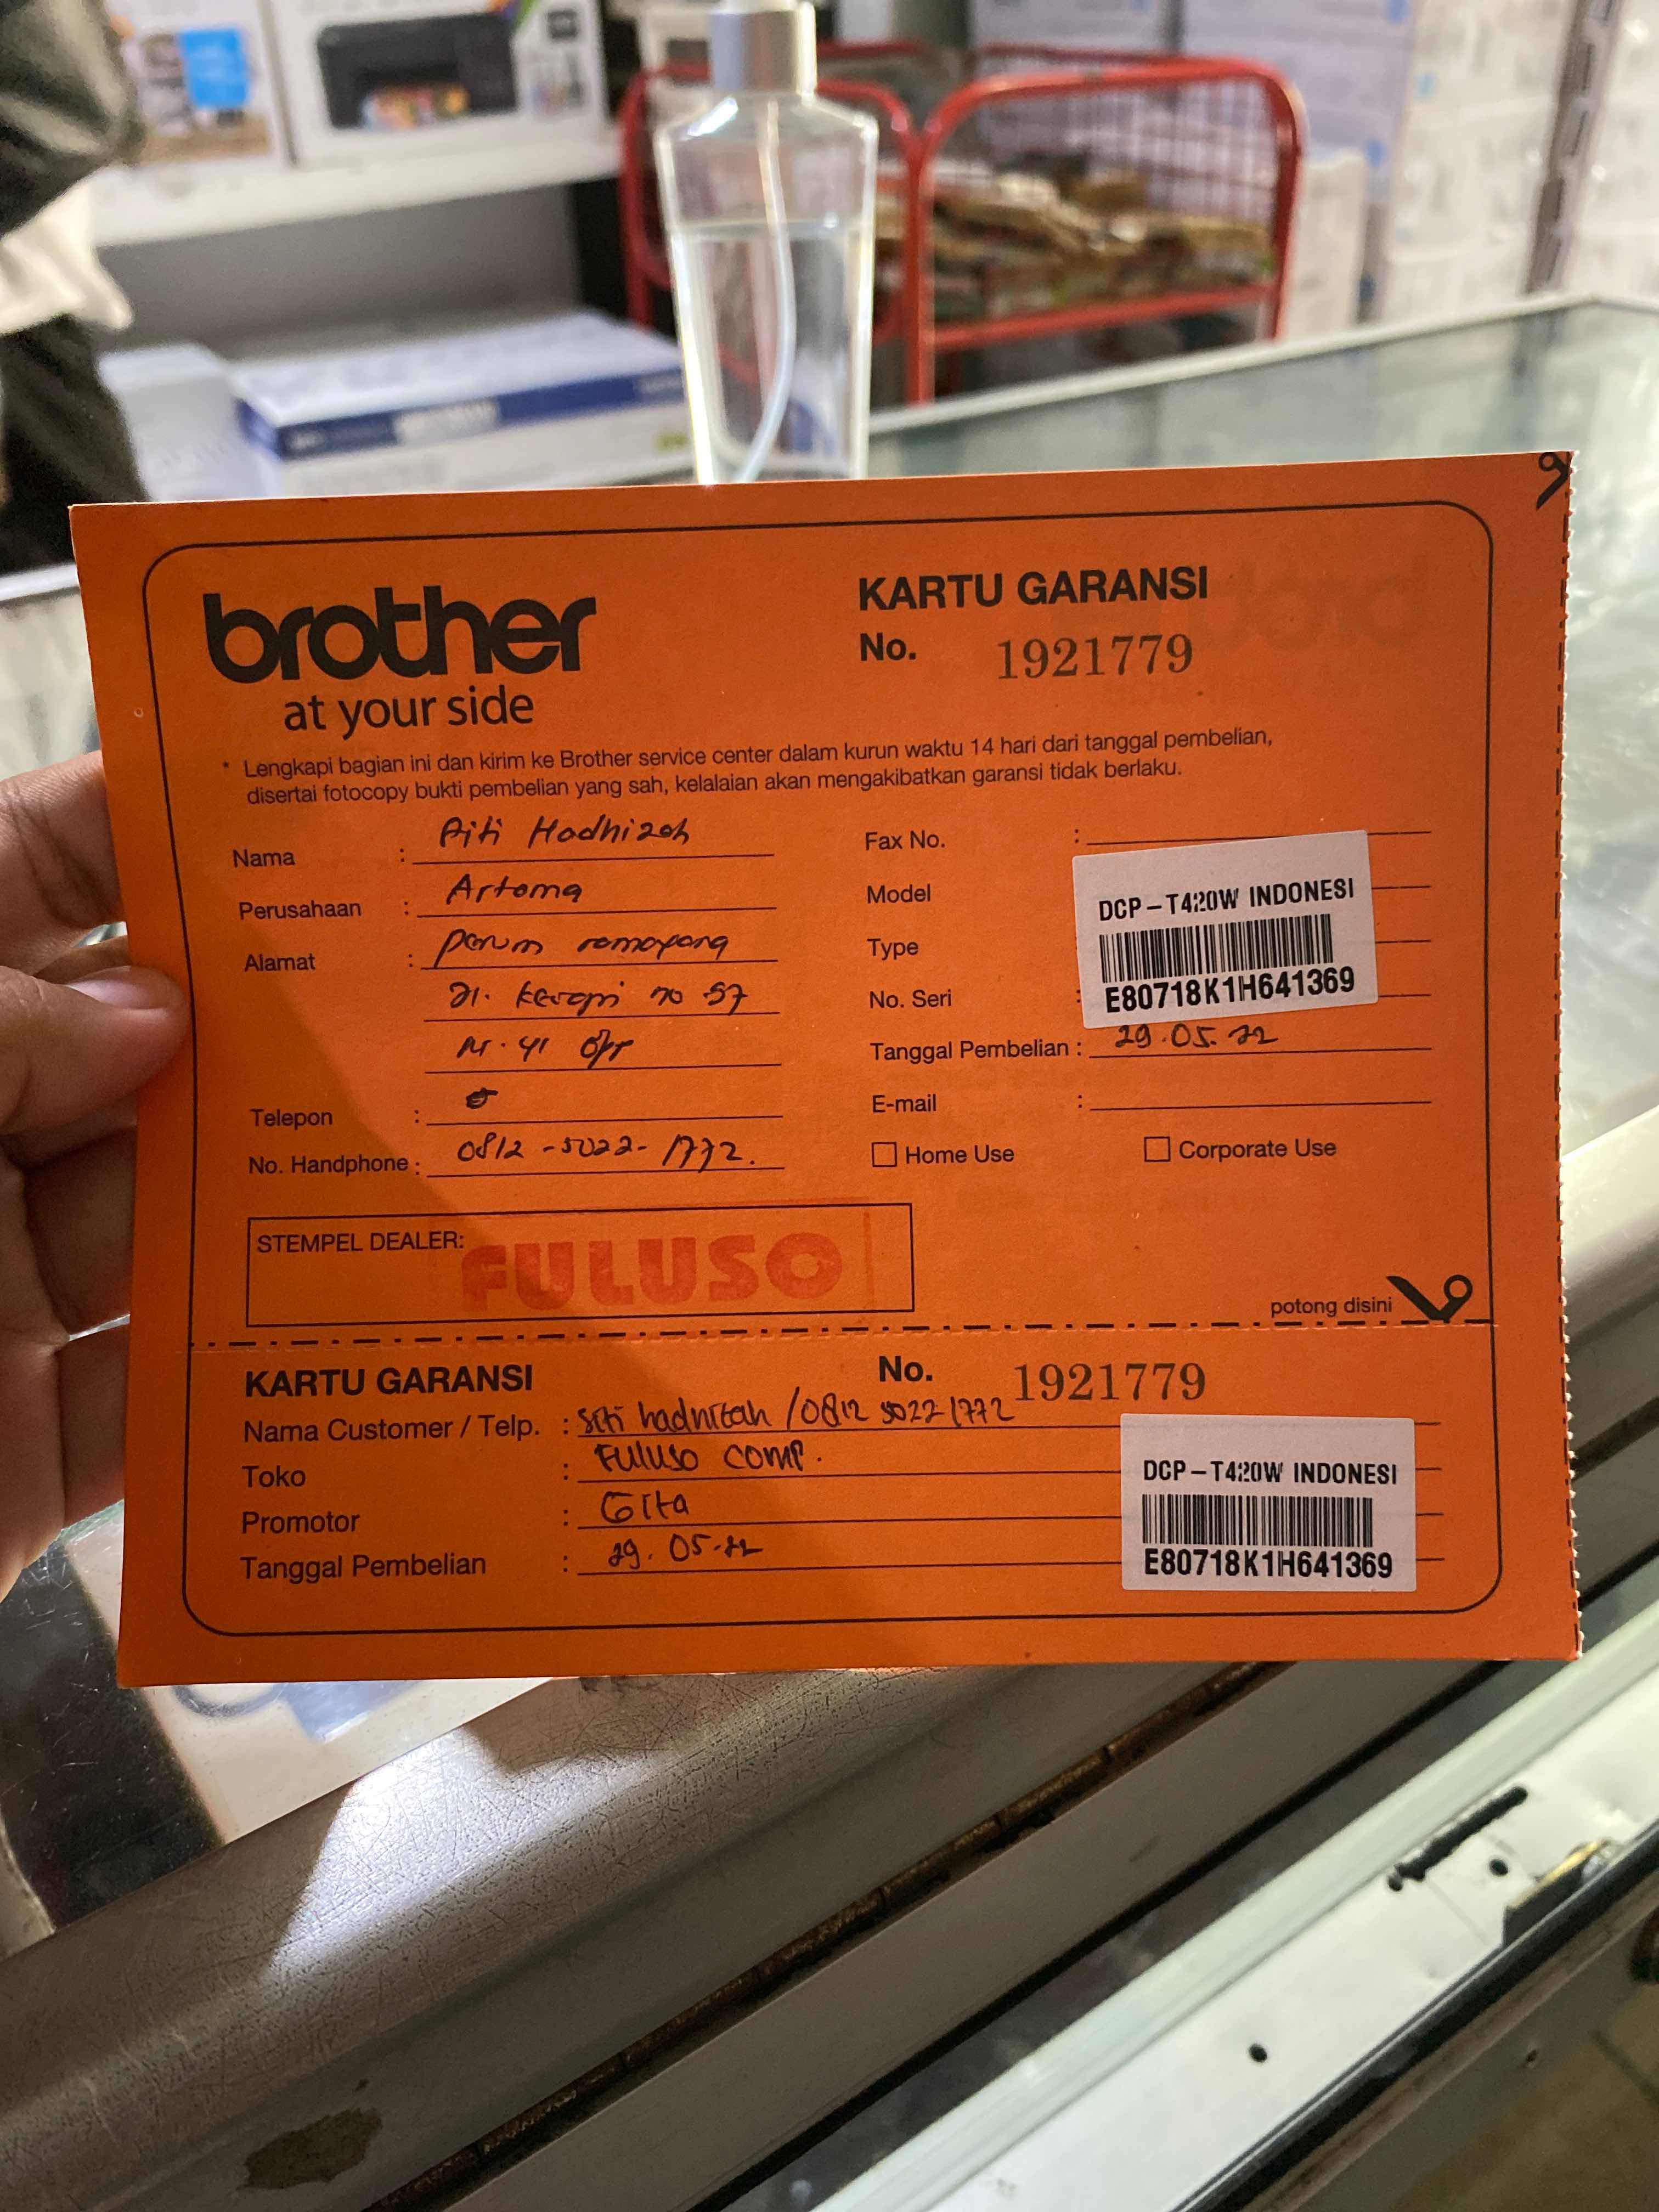 brother
at your side
KARTU GARANSI
No. 1921779
* Lengkapi bagian ini dan kirim ke Brother service center dalam kurun waktu 14 hari dari tanggal pembelian,
disertai fotocopy bukti pembelian yang sah, kelalaian akan mengakibatkan garansi tidak berlaku.
Nama : Siti Hadhizah
Perusahaan : Artama
Alamat : perum ramayana
Jl. no 57
Telepon :
No. Handphone : 0812 - 5022 - 1772.
Fax No. :
Model
Type
No. Seri :
DCP-T420W INDONESI
E80718K1H641369
Tanggal Pembelian : 29.05.22
E-mail :
Home Use
Corporate Use
STEMPEL DEALER: FULUSO
potong disini
KARTU GARANSI
No. 1921779
Nama Customer / Telp. : Siti /0812 5022 1772
Toko : FULUSO COMP.
Promotor : Gita
Tanggal Pembelian : 29.05.22
DCP-T420W INDONESI
E80718K1H641369